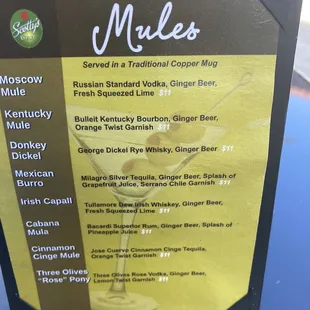 Scotty's
Mules
Served in a Traditional Copper Mug
Moscow
Mule
Russian Standard Vodka, Ginger Beer,
Fresh Squeezed Lime $11
Kentucky
Mule
Bulleit Kentucky Bourbon, Ginger Beer,
Orange Twist Garnish $11
Donkey
Dickel
George Dickel Rye Whisky, Ginger Beer $11
Mexican
Burro
Milagro Silver Tequila, Ginger Beer, Splash of
Grapefruit Juice, Serrano Chile Garnish $11
Irish Capall
Tullamore Dew Irish Whiskey, Ginger Beer,
Fresh Squeezed Lime $11
Cabana
Mula
Bacardi Superior Rum, Ginger Beer, Splash of
Pineapple Juice $11
Cinnamon
Cinge Mule
Jose Cuervo Cinnamon Cinge Tequila,
Orange Twist Garnish $11
Three Olives
"Rose" Pony
Three Olives Rose Vodka, Ginger Beer,
Lemon Twist Garnish $11